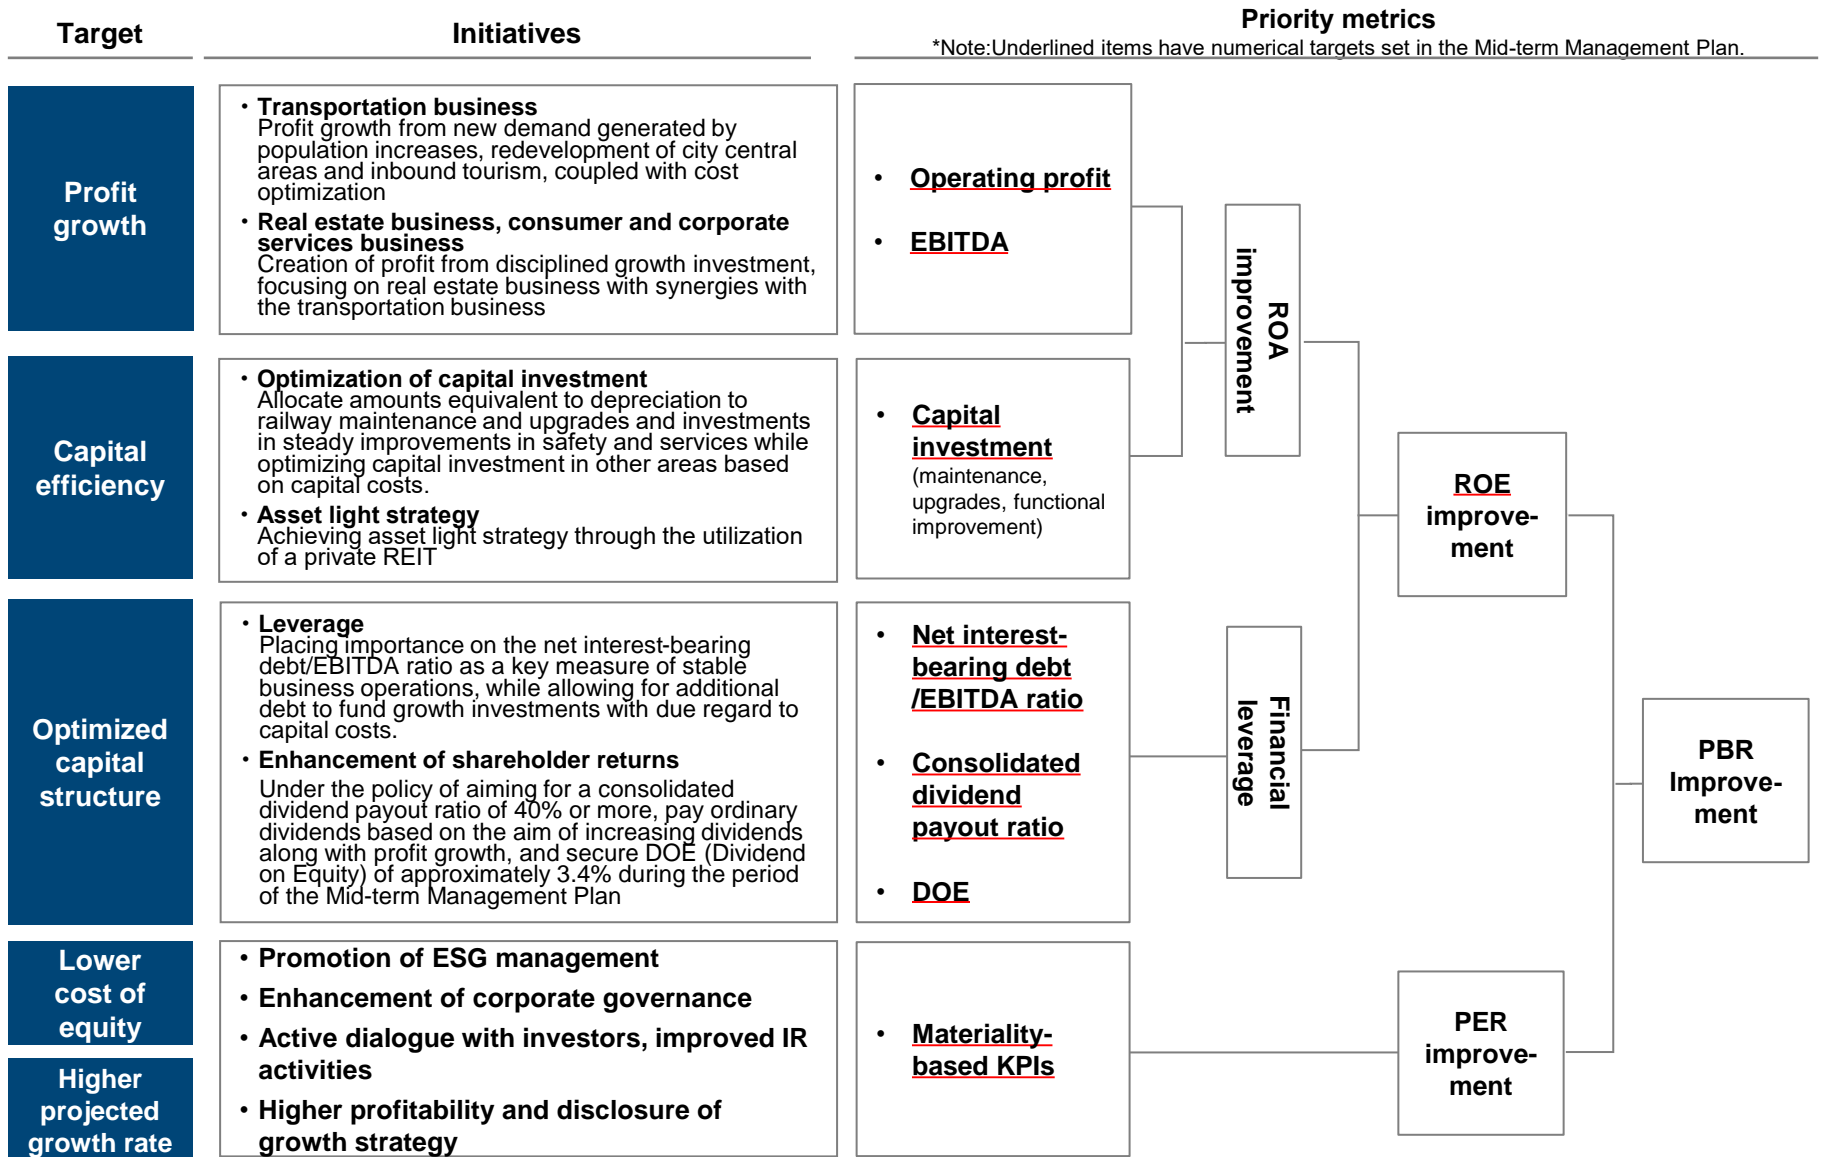 Target
Initiatives
Priority metrics
*Note:Underlined items have numerical targets set in the Mid-term Management Plan.
Profit
growth
・Transportation business
Profit growth from new demand generated by
population increases, redevelopment of city central
areas and inbound tourism, coupled with cost
optimization
・Real estate business, consumer and corporate
services business
Creation of profit from disciplined growth investment,
focusing on real estate business with synergies with
the transportation business
• Operating profit
• EBITDA
ROA
improvement
Capital
efficiency
・Optimization of capital investment
Allocate amounts equivalent to depreciation to
railway maintenance and upgrades and investments
in steady improvements in safety and services while
optimizing capital investment in other areas based
on capital costs.
・Asset light strategy
Achieving asset light strategy through the utilization
of a private REIT
• Capital
investment
(maintenance,
upgrades, functional
improvement)
ROE
improve-
ment
Optimized
capital
structure
・Leverage
Placing importance on the net interest-bearing
debt/EBITDA ratio as a key measure of stable
business operations, while allowing for additional
debt to fund growth investments with due regard to
capital costs.
・Enhancement of shareholder returns
Under the policy of aiming for a consolidated
dividend payout ratio of 40% or more, pay ordinary
dividends based on the aim of increasing dividends
along with profit growth, and secure DOE (Dividend
on Equity) of approximately 3.4% during the period
of the Mid-term Management Plan
• Net interest-
bearing debt
/EBITDA ratio
• Consolidated
dividend
payout ratio
• DOE
Financial
leverage
PBR
Improve-
ment
Lower
cost of
equity
Higher
projected
growth rate
・Promotion of ESG management
・Enhancement of corporate governance
・Active dialogue with investors, improved IR
activities
・Higher profitability and disclosure of
growth strategy
• Materiality-
based KPIs
PER
improve-
ment